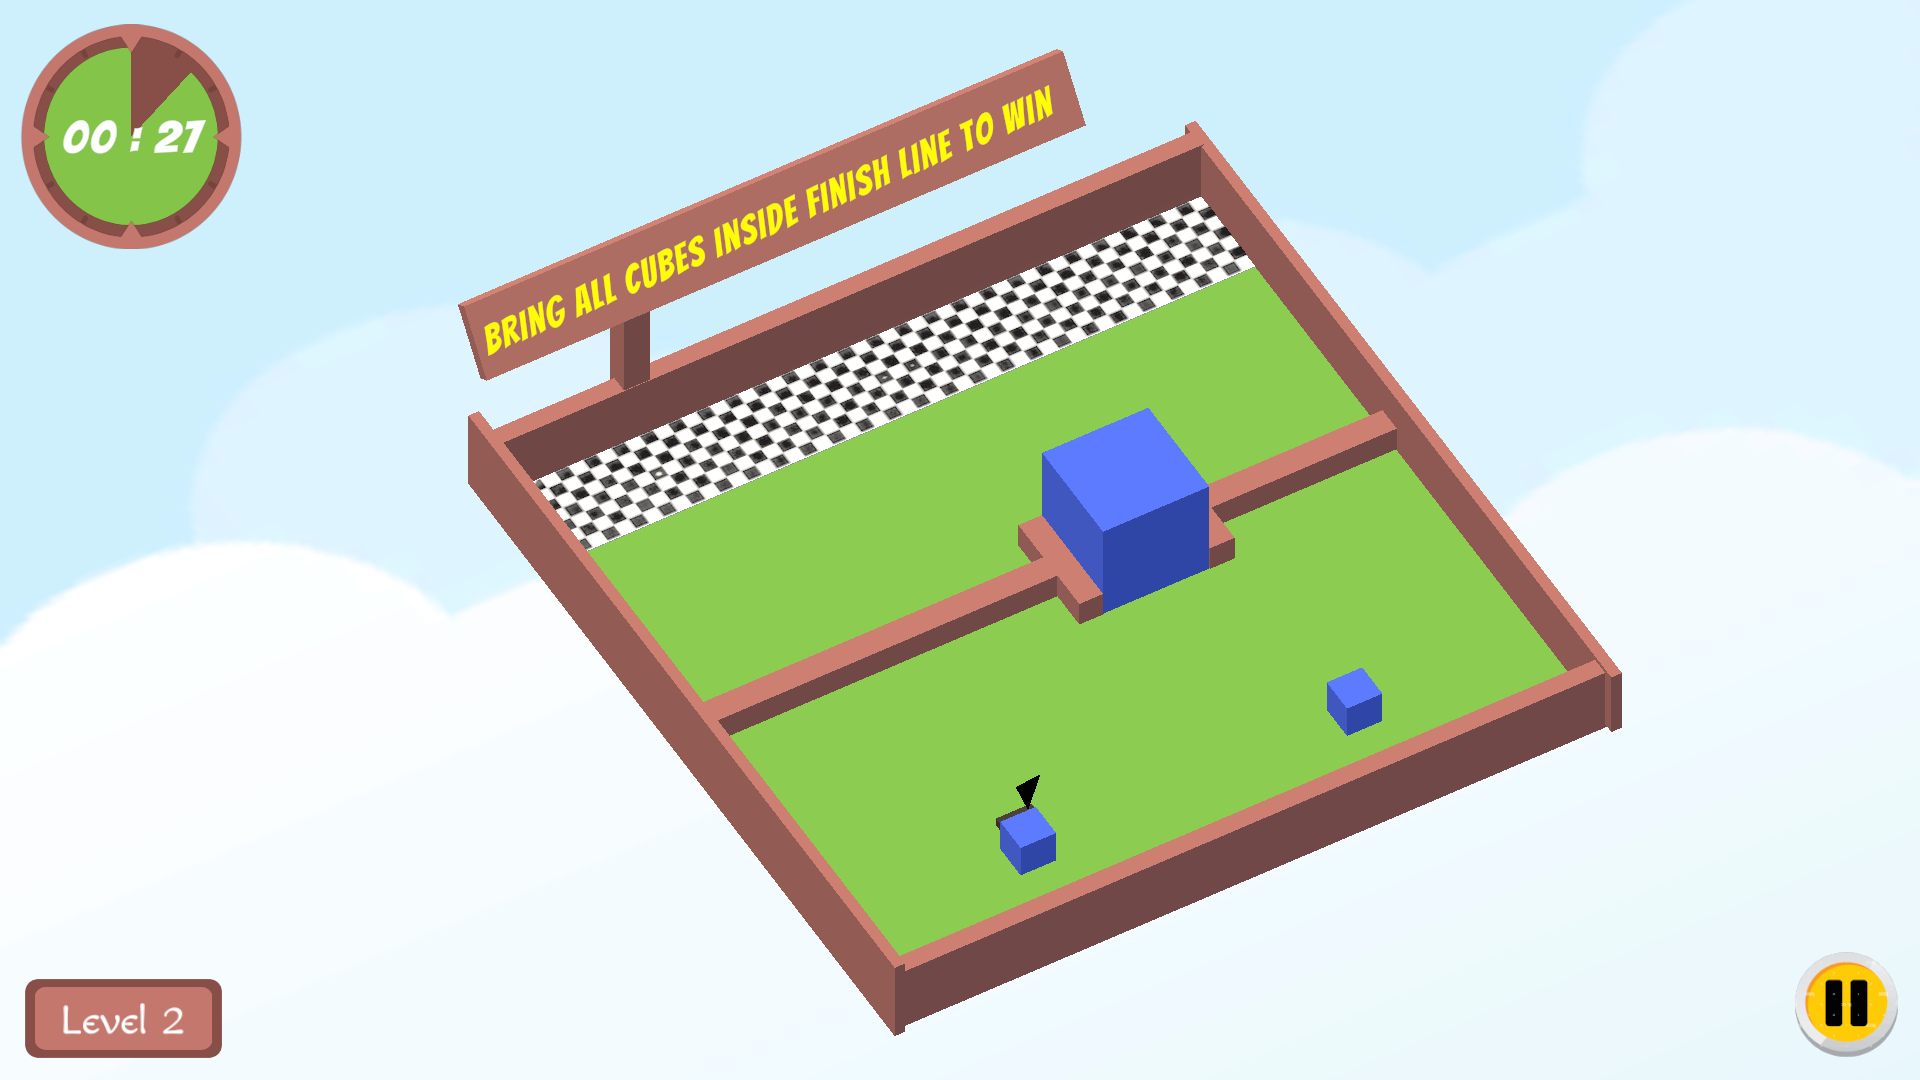 00 : 27
BRING ALL CUBES INSIDE FINISH LINE TO WIN
Level 2